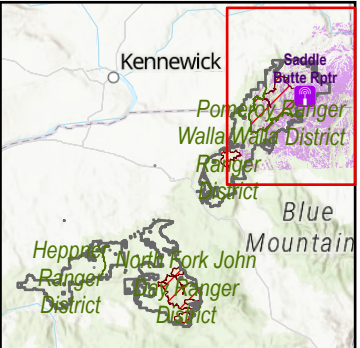 Kennewick
Saddle
Butte Rptr
Pomeroy Ranger
District
Walla Walla
Ranger
District
Blue
Mountain
Heppner
Ranger
District
North Fork John
Day Ranger
District